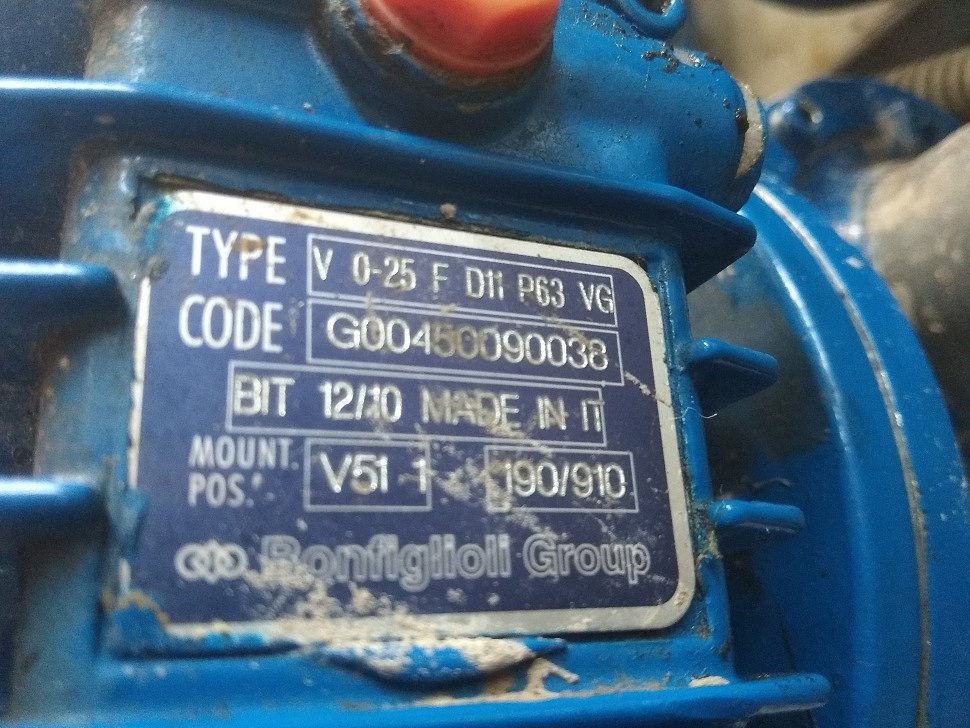 TYPE V 0-25 F D11 P63 VG
CODE G00450090038
BIT 12/10 MADE IN IT
MOUNT. POS. V51 1 190/910
Bonfiglioli Group